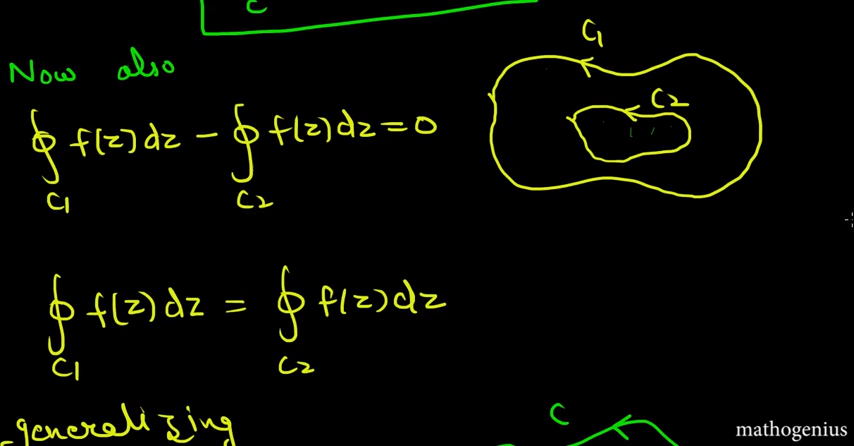 C
Now also
∮_{C1} f(z)dz − ∮_{C2} f(z)dz = 0
C1
C2
∮_{C1} f(z)dz = ∮_{C2} f(z)dz
generalizing
C
mathogenius